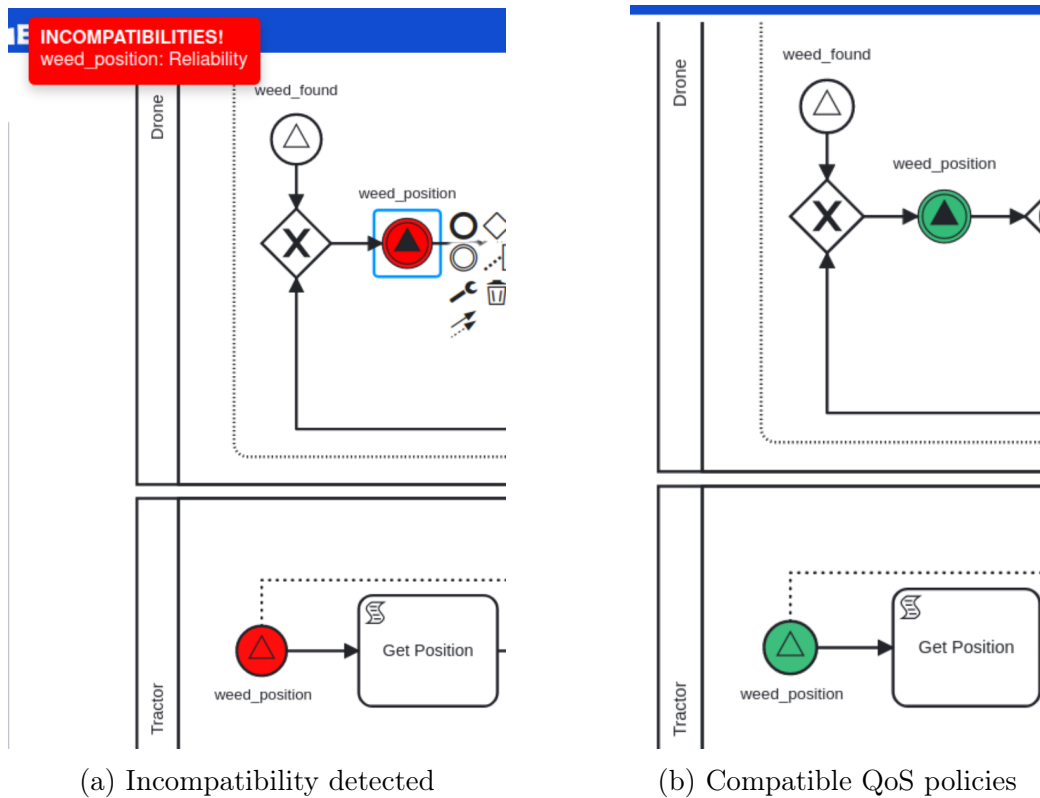 INCOMPATIBILITIES!
weed_position: Reliability
Drone
weed_found
weed_position
X
Tractor
Get Position
weed_position
(a) Incompatibility detected
Drone
weed_found
weed_position
X
Tractor
Get Position
weed_position
(b) Compatible QoS policies